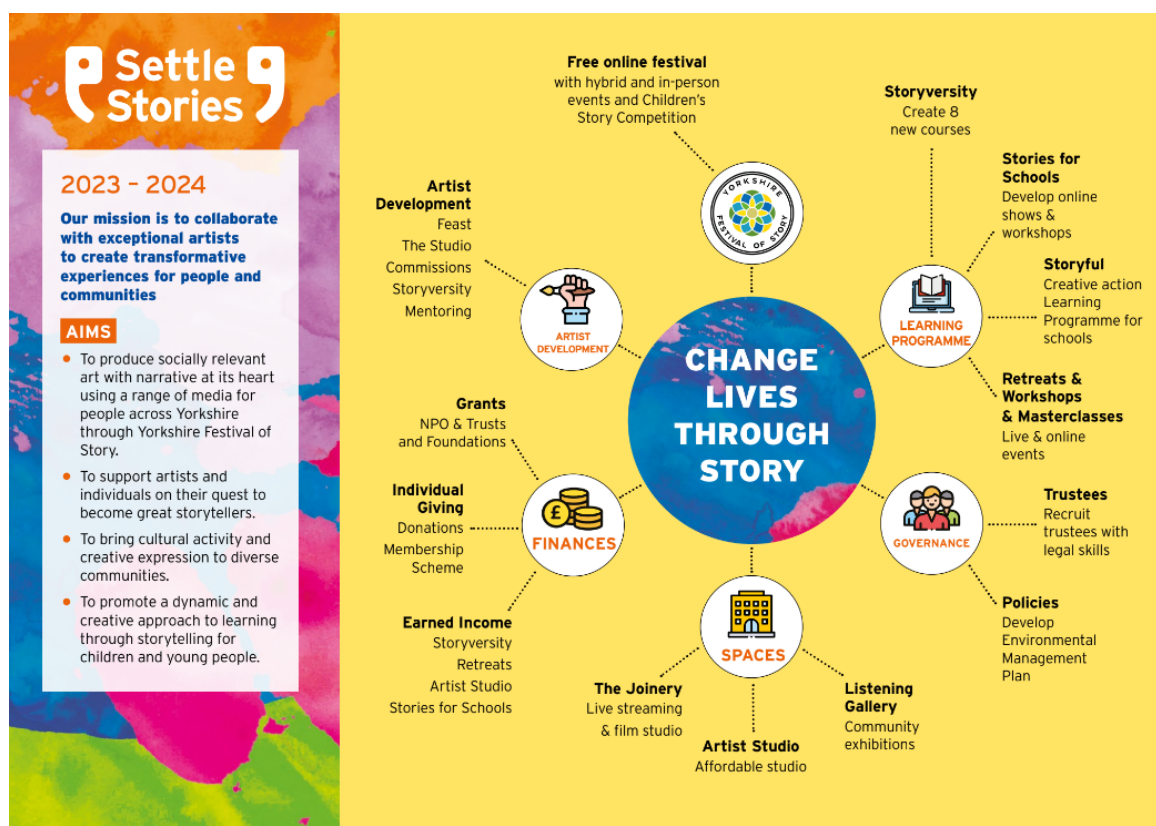 Settle
Stories
2023 – 2024
Our mission is to collaborate
with exceptional artists
to create transformative
experiences for people and
communities
AIMS
• To produce socially relevant
art with narrative at its heart
using a range of media for
people across Yorkshire
through Yorkshire Festival of
Story.
• To support artists and
individuals on their quest to
become great storytellers.
• To bring cultural activity and
creative expression to diverse
communities.
• To promote a dynamic and
creative approach to learning
through storytelling for
children and young people.
CHANGE
LIVES
THROUGH
STORY
Free online festival
with hybrid and in-person
events and Children's
Story Competition
YORKSHIRE
FESTIVAL OF STORY
Storyversity
Create 8
new courses
Stories for
Schools
Develop online
shows &
workshops
Storyful
Creative action
Learning
Programme for
schools
Retreats &
Workshops
& Masterclasses
Live & online
events
LEARNING
PROGRAMME
Trustees
Recruit
trustees with
legal skills
Policies
Develop
Environmental
Management
Plan
GOVERNANCE
SPACES
Listening
Gallery
Community
exhibitions
Artist Studio
Affordable studio
The Joinery
Live streaming
& film studio
£
FINANCES
Grants
NPO & Trusts
and Foundations
Individual
Giving
Donations
Membership
Scheme
Earned Income
Storyversity
Retreats
Artist Studio
Stories for Schools
Artist
Development
Feast
The Studio
Commissions
Storyversity
Mentoring
ARTIST
DEVELOPMENT